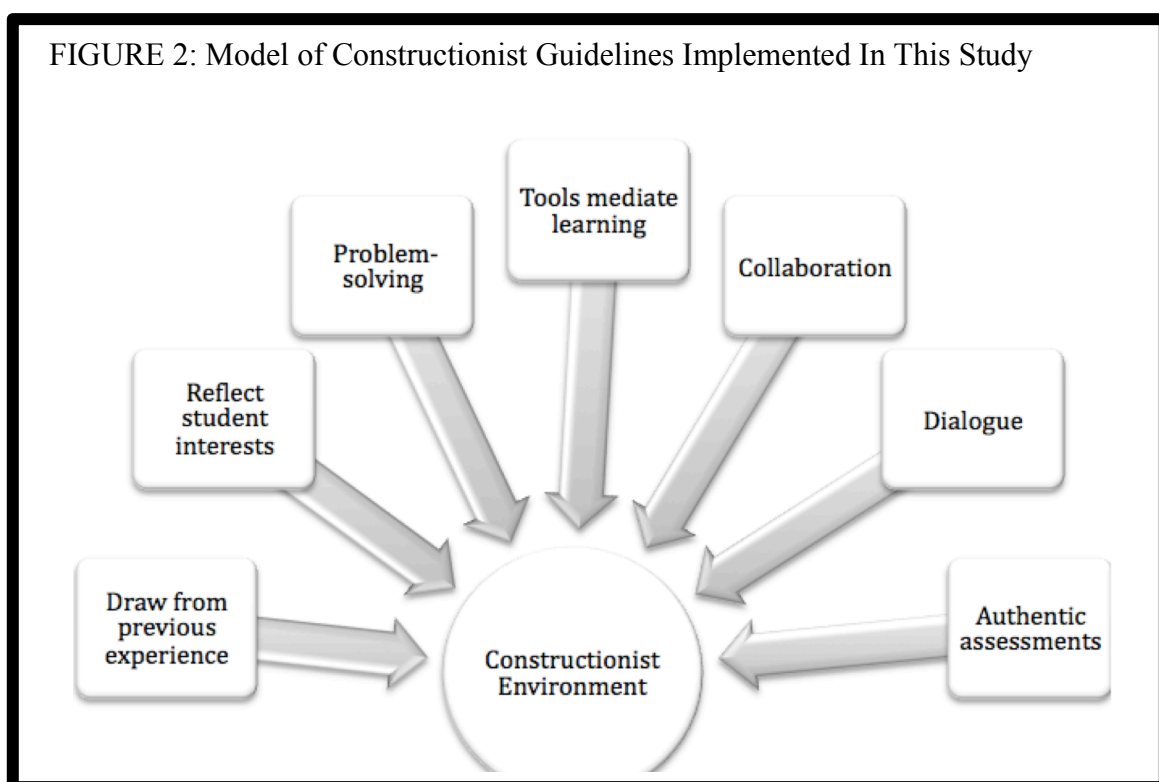 FIGURE 2: Model of Constructionist Guidelines Implemented In This Study
Tools mediate
learning
Problem-
solving
Collaboration
Reflect
student
interests
Dialogue
Draw from
previous
experience
Authentic
assessments
Constructionist
Environment